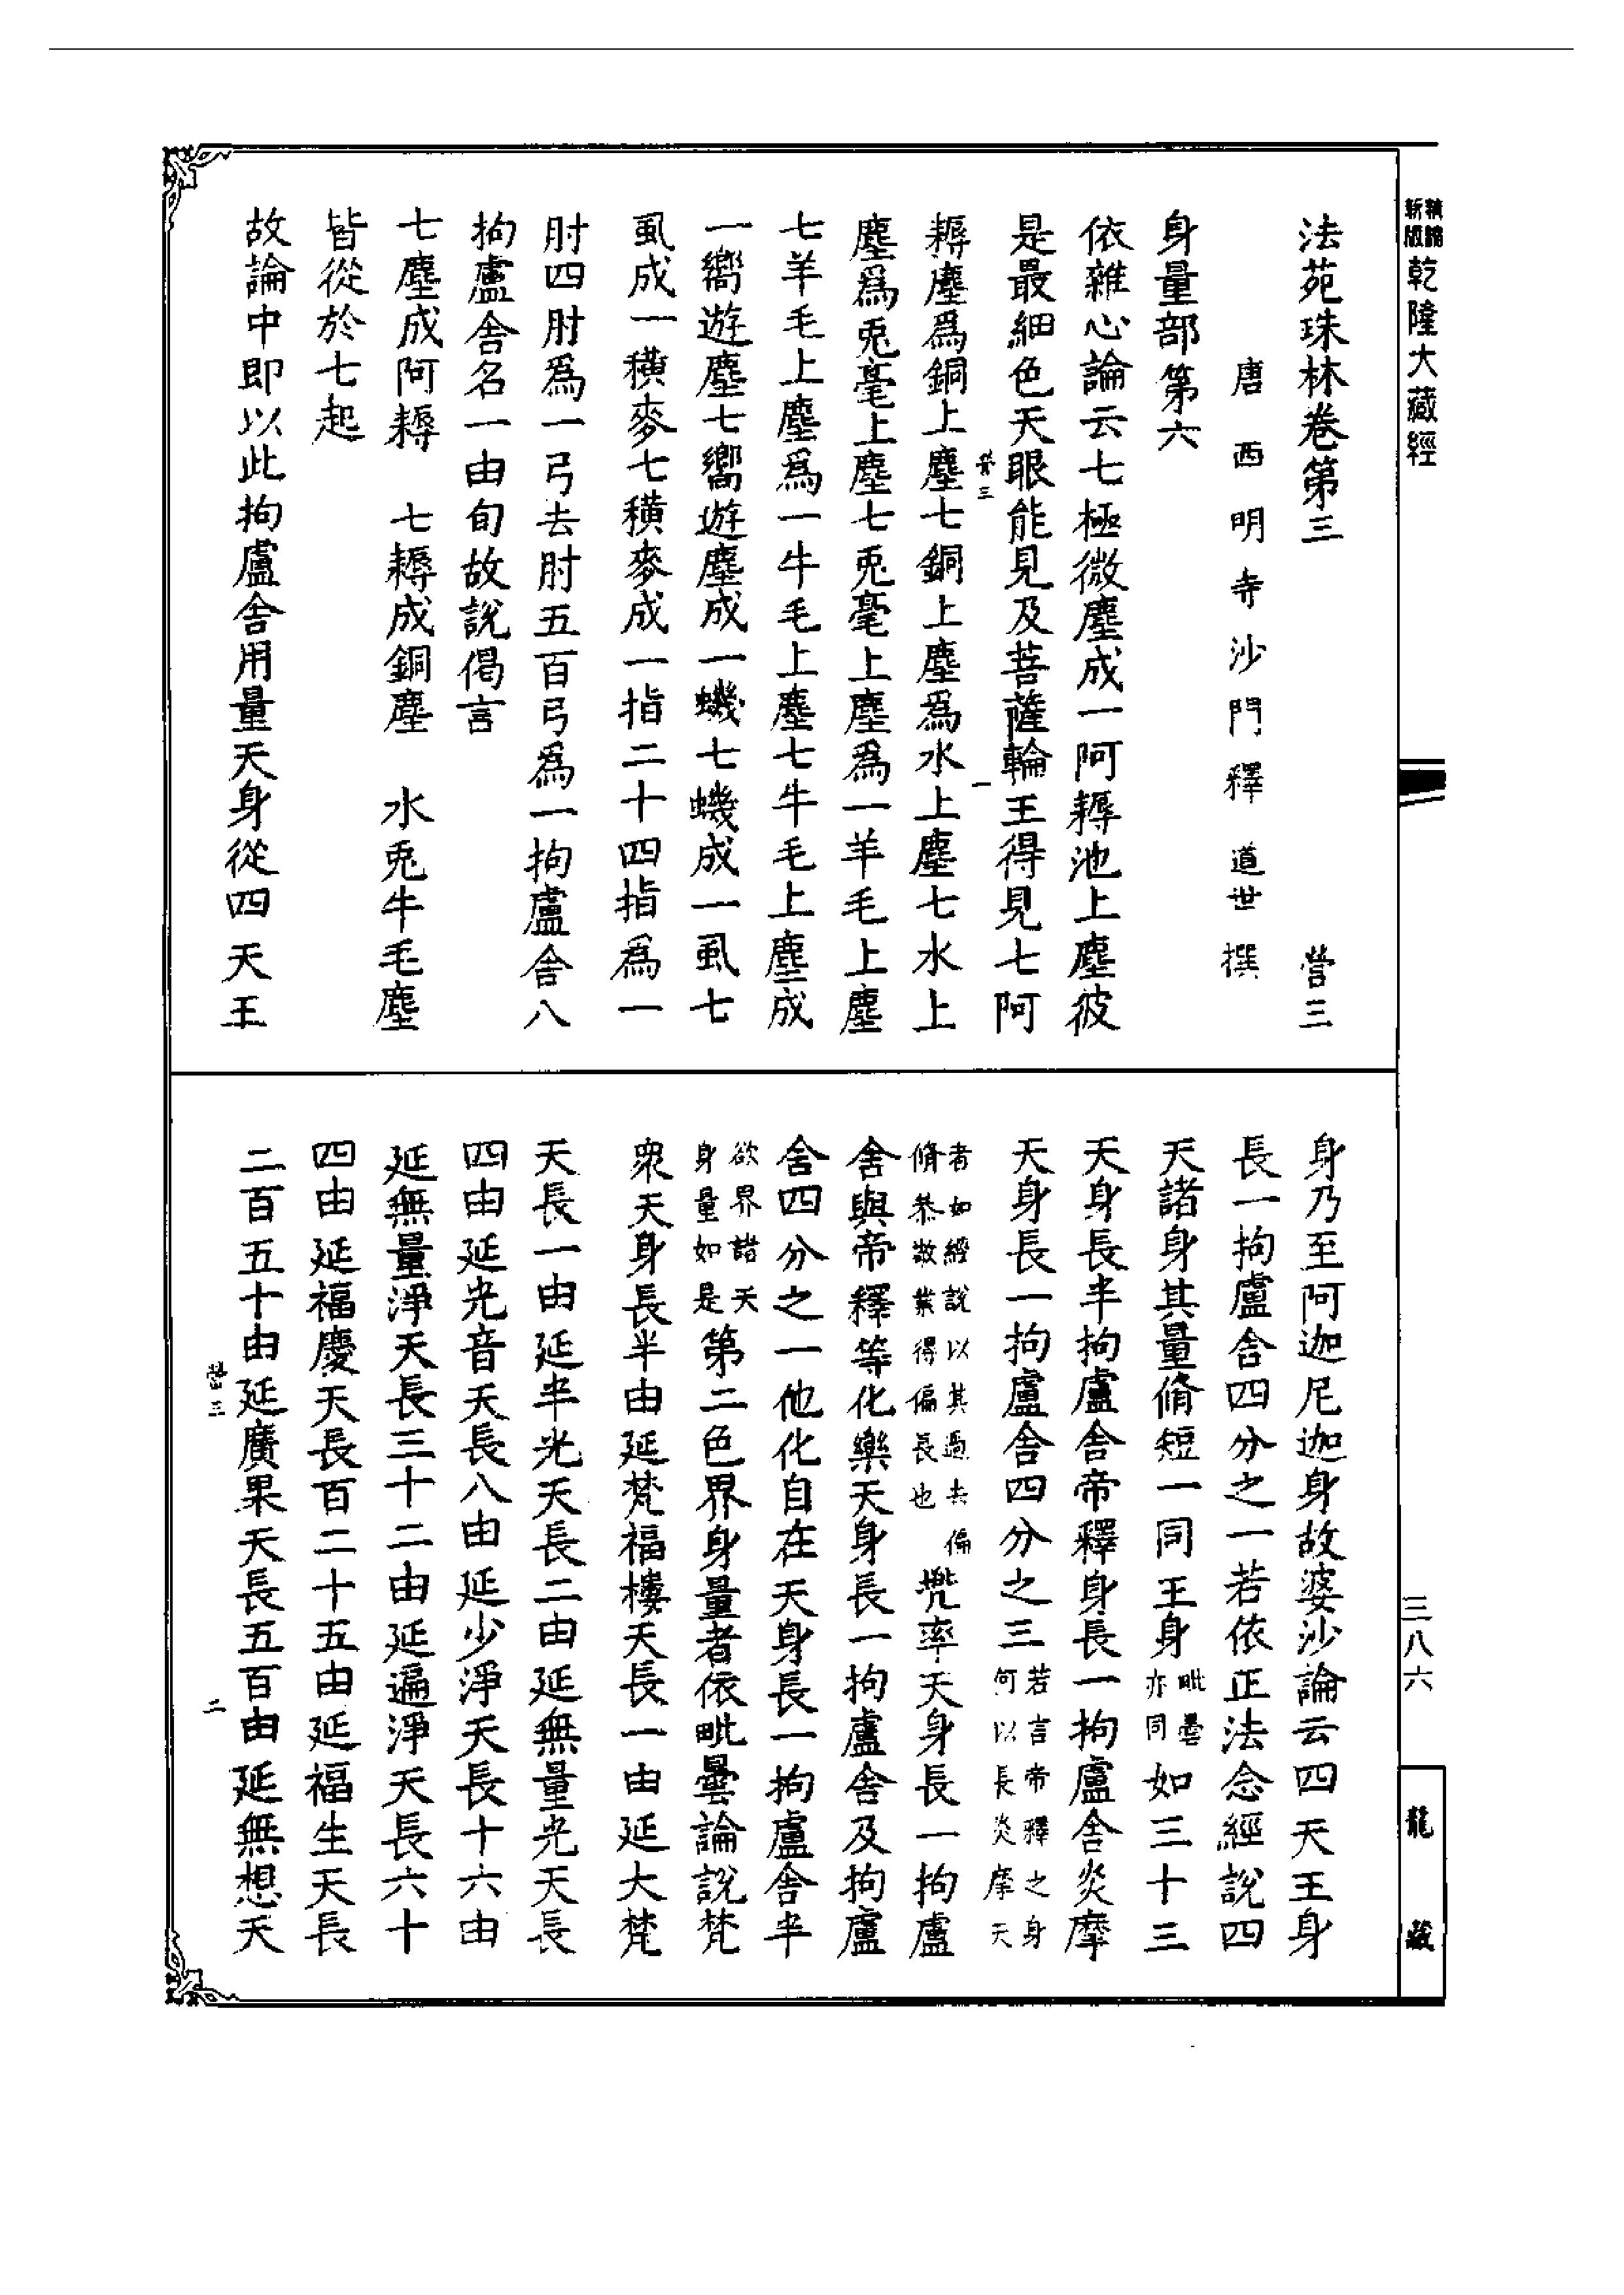 新版精編乾隆大藏經
法苑珠林卷第三　營三
唐西明寺沙門釋道世撰
身量部第六
依雜心論云七極微塵成一阿耨池上塵彼
是最細色天眼能見及菩薩輪王得見七阿
營三　一
耨塵爲銅上塵七銅上塵爲水上塵七水上
塵爲兎毫上塵七兎毫上塵爲一羊毛上塵
七羊毛上塵爲一牛毛上塵七牛毛上塵成
一嚮遊塵七嚮遊塵成一蟣七蟣成一虱七
虱成一穬麥七穬麥成一指二十四指爲一
肘四肘爲一弓去肘五百弓爲一拘盧舍八
拘盧舍名一由旬故說偈言
七塵成阿耨　七耨成銅塵　水兎牛毛塵
皆從於七起
故論中即以此拘盧舍用量天身從四天王
身乃至阿迦尼迦身故婆沙論云四天王身
長一拘盧舍四分之一若依正法念經說四
天諸身其量脩短一同王身毗曇亦同如三十三
天身長半拘盧舍帝釋身長一拘盧舍炎摩
天身長一拘盧舍四分之三若言帝釋之身何以長炎摩天
者如經說以其過去偏脩恭敬業得偏長也兜率天身長一拘盧
舍與帝釋等化樂天身長一拘盧舍及拘盧
舍四分之一他化自在天身長一拘盧舍半
欲界諸天身量如是第二色界身量者依毗曇論說梵
衆天身長半由延梵福樓天長一由延大梵
天長一由延半光天長二由延無量光天長
四由延光音天長八由延少淨天長十六由
延無量淨天長三十二由延遍淨天長六十
四由延福慶天長百二十五由延福生天長
二百五十由延廣果天長五百由延無想天
營三　二
三八六
龍藏